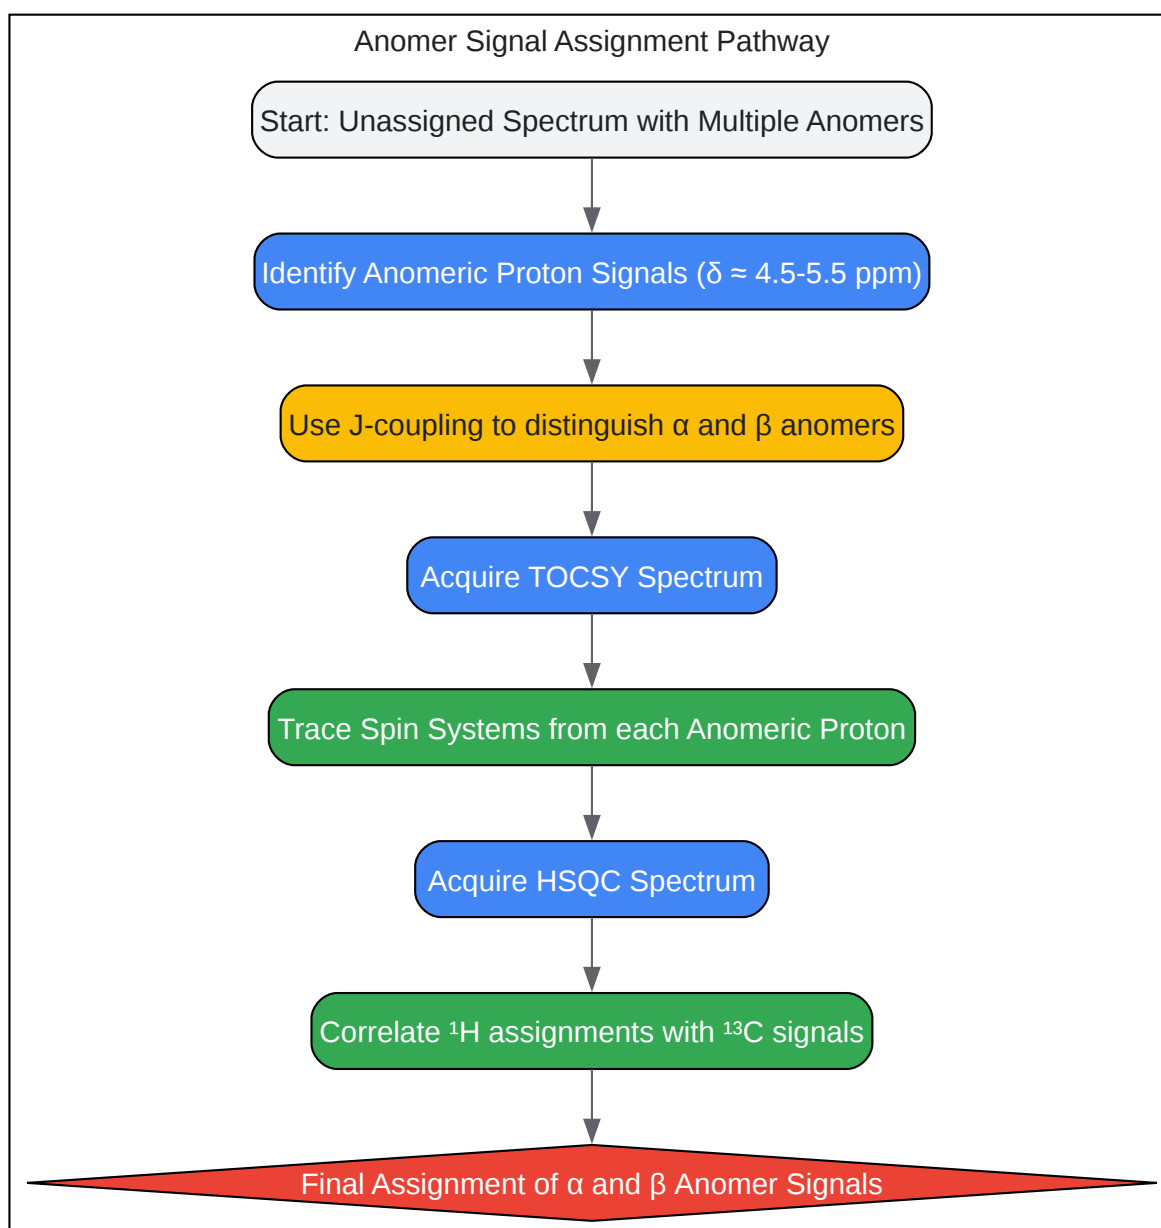 Anomer Signal Assignment Pathway
Start: Unassigned Spectrum with Multiple Anomers
Identify Anomeric Proton Signals (δ ≈ 4.5-5.5 ppm)
Use J-coupling to distinguish α and β anomers
Acquire TOCSY Spectrum
Trace Spin Systems from each Anomeric Proton
Acquire HSQC Spectrum
Correlate ¹H assignments with ¹³C signals
Final Assignment of α and β Anomer Signals